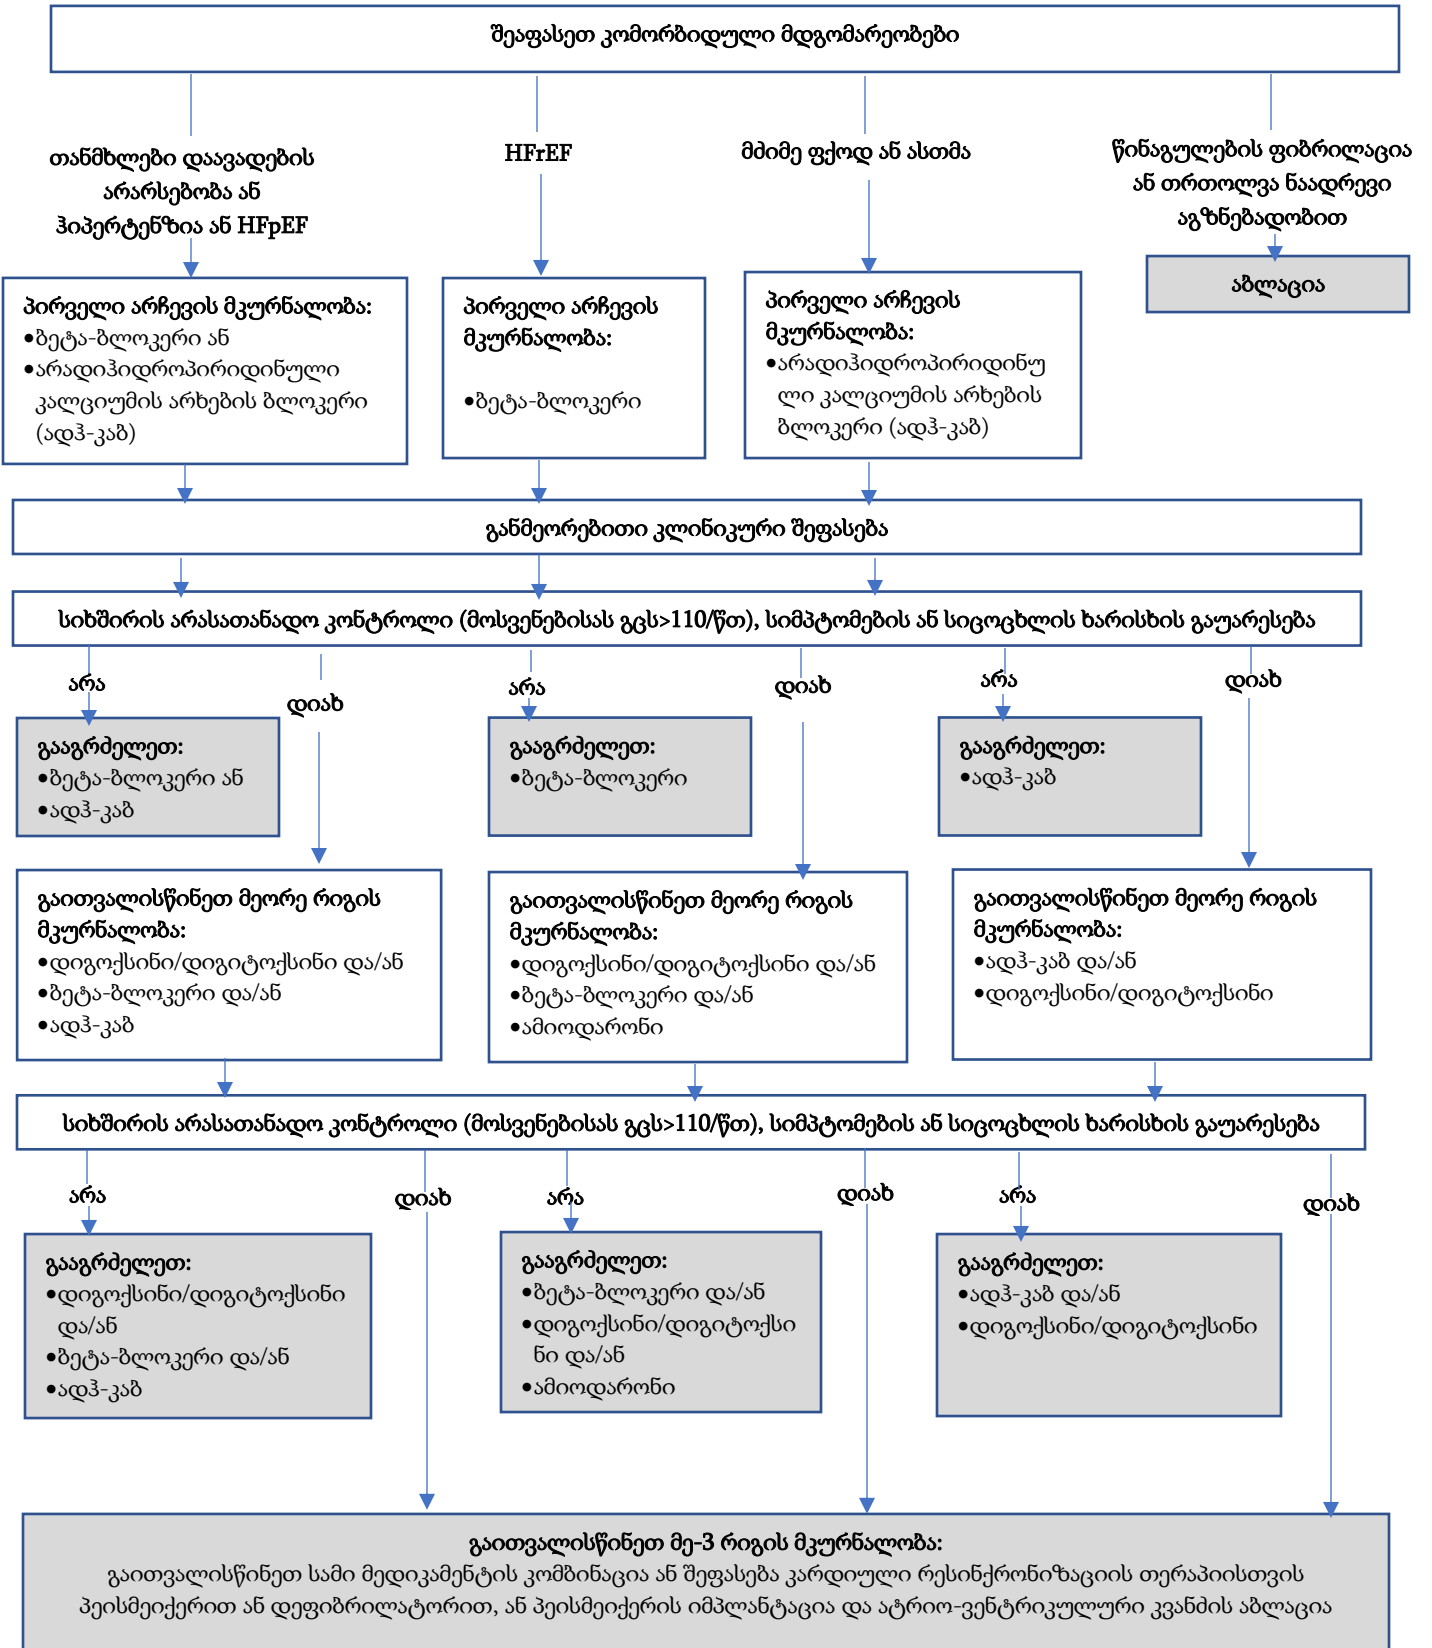 შეაფასეთ კომორბიდული მდგომარეობები
თანმხლები დაავადების
არარსებობა ან
ჰიპერტენზია ან HFpEF
HFrEF
მძიმე ფქოდ ან ასთმა
წინაგულების ფიბრილაცია
ან თრთოლვა ნაადრევი
აგზნებადობით
პირველი არჩევის მკურნალობა:
•ბეტა-ბლოკერი ან
•არადიჰიდროპირიდინული
კალციუმის არხების ბლოკერი
(ადჰ-კაბ)
პირველი არჩევის
მკურნალობა:
•ბეტა-ბლოკერი
პირველი არჩევის
მკურნალობა:
•არადიჰიდროპირიდინუ
ლი კალციუმის არხების
ბლოკერი (ადჰ-კაბ)
აბლაცია
განმეორებითი კლინიკური შეფასება
სიხშირის არასათანადო კონტროლი (მოსვენებისას გცს>110/წთ), სიმპტომების ან სიცოცხლის ხარისხის გაუარესება
არა
დიახ
არა
დიახ
არა
დიახ
გააგრძელეთ:
•ბეტა-ბლოკერი ან
•ადჰ-კაბ
გააგრძელეთ:
•ბეტა-ბლოკერი
გააგრძელეთ:
•ადჰ-კაბ
გაითვალისწინეთ მეორე რიგის
მკურნალობა:
•დიგოქსინი/დიგიტოქსინი და/ან
•ბეტა-ბლოკერი და/ან
•ადჰ-კაბ
გაითვალისწინეთ მეორე რიგის
მკურნალობა:
•დიგოქსინი/დიგიტოქსინი და/ან
•ბეტა-ბლოკერი და/ან
•ამიოდარონი
გაითვალისწინეთ მეორე რიგის
მკურნალობა:
•ადჰ-კაბ და/ან
•დიგოქსინი/დიგიტოქსინი
სიხშირის არასათანადო კონტროლი (მოსვენებისას გცს>110/წთ), სიმპტომების ან სიცოცხლის ხარისხის გაუარესება
არა
დიახ
არა
დიახ
არა
დიახ
გააგრძელეთ:
•დიგოქსინი/დიგიტოქსინი
და/ან
•ბეტა-ბლოკერი და/ან
•ადჰ-კაბ
გააგრძელეთ:
•ბეტა-ბლოკერი და/ან
•დიგოქსინი/დიგიტოქსი
ნი და/ან
•ამიოდარონი
გააგრძელეთ:
•ადჰ-კაბ და/ან
•დიგოქსინი/დიგიტოქსინი
გაითვალისწინეთ მე-3 რიგის მკურნალობა:
გაითვალისწინეთ სამი მედიკამენტის კომბინაცია ან შეფასება კარდიული რესინქრონიზაციის თერაპიისთვის
პეისმეიქერით ან დეფიბრილატორით, ან პეისმეიქერის იმპლანტაცია და ატრიო-ვენტრიკულური კვანძის აბლაცია